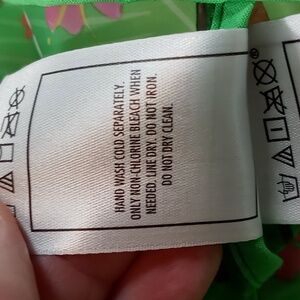 HAND WASH COLD SEPARATELY.
ONLY NON-CHLORINE BLEACH WHEN
NEEDED. LINE DRY. DO NOT IRON.
DO NOT DRY CLEAN.
®